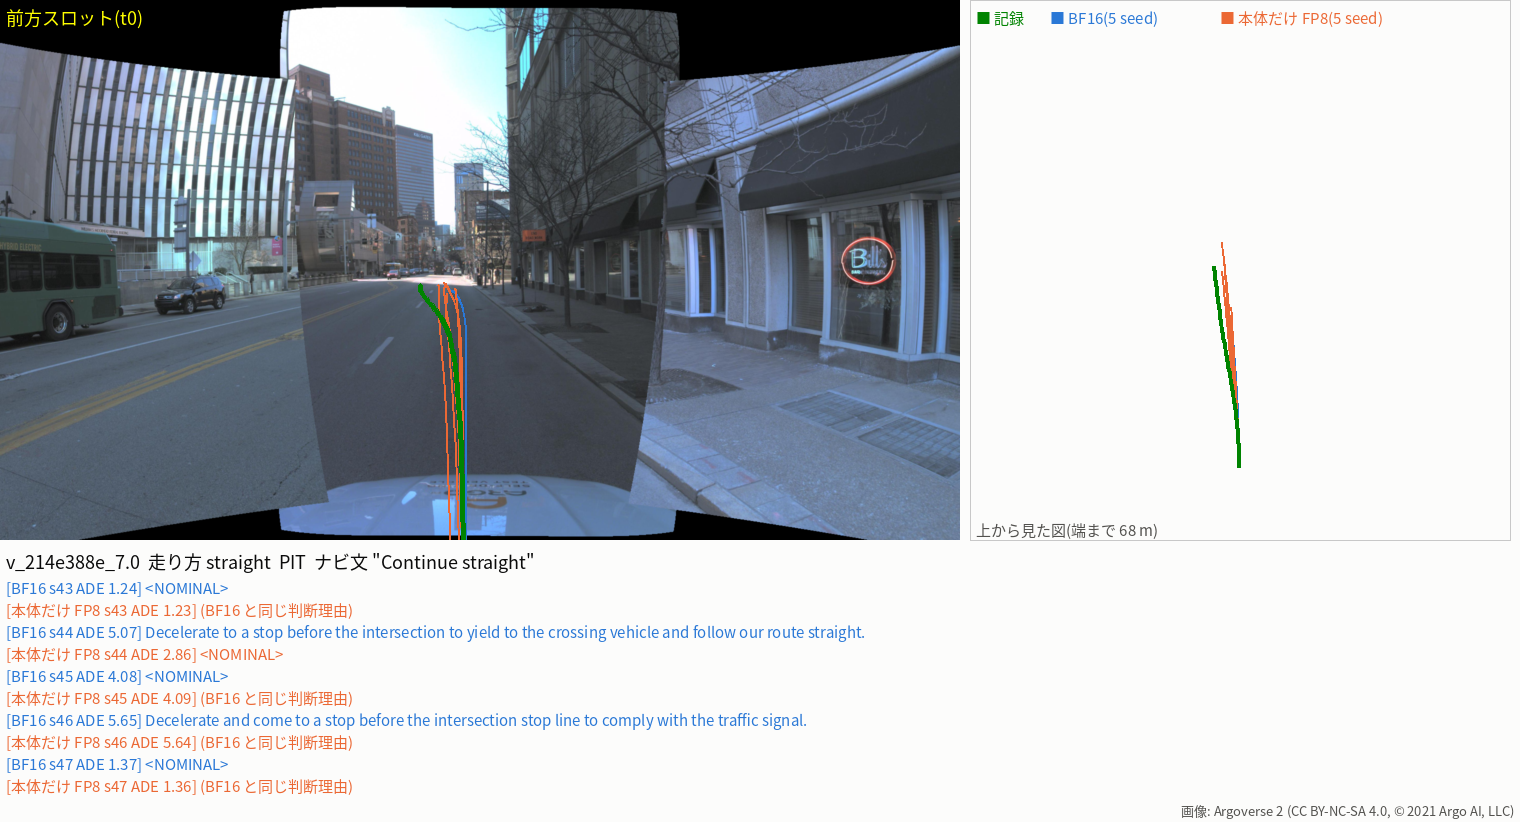 前方スロット(t0)
■ 記録 ■ BF16(5 seed) ■ 本体だけ FP8(5 seed)
Bill's
上から見た図(端まで 68 m)
v_214e388e_7.0 走り方 straight PIT ナビ文 "Continue straight"
[BF16 s43 ADE 1.24] <NOMINAL>
[本体だけ FP8 s43 ADE 1.23] (BF16 と同じ判断理由)
[BF16 s44 ADE 5.07] Decelerate to a stop before the intersection to yield to the crossing vehicle and follow our route straight.
[本体だけ FP8 s44 ADE 2.86] <NOMINAL>
[BF16 s45 ADE 4.08] <NOMINAL>
[本体だけ FP8 s45 ADE 4.09] (BF16 と同じ判断理由)
[BF16 s46 ADE 5.65] Decelerate and come to a stop before the intersection stop line to comply with the traffic signal.
[本体だけ FP8 s46 ADE 5.64] (BF16 と同じ判断理由)
[BF16 s47 ADE 1.37] <NOMINAL>
[本体だけ FP8 s47 ADE 1.36] (BF16 と同じ判断理由)
画像: Argoverse 2 (CC BY-NC-SA 4.0, © 2021 Argo AI, LLC)